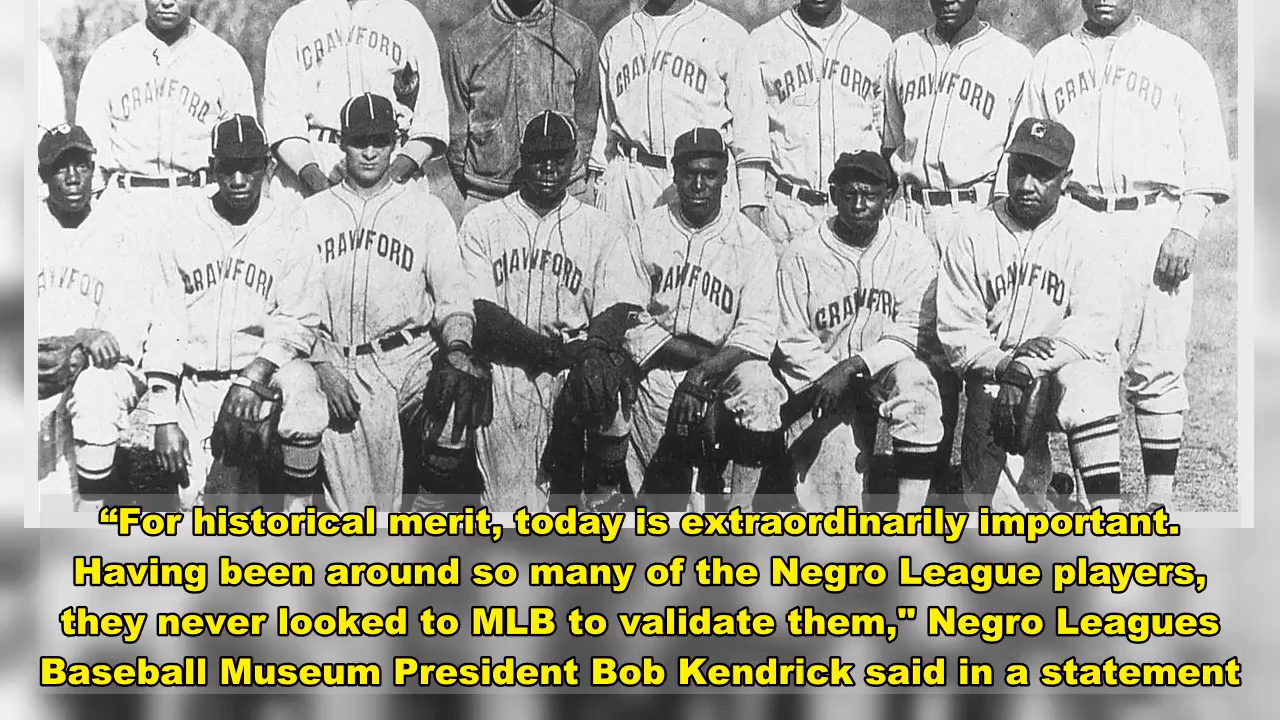 CRAWFORD CRAWFORD CRAWFORD CRAWFORD CRAWFORD CRAWFORD
C
CRAWFORD CRAWFORD CRAWFORD CRAWFORD CRAWFORD
“For historical merit, today is extraordinarily important.
Having been around so many of the Negro League players,
they never looked to MLB to validate them," Negro Leagues
Baseball Museum President Bob Kendrick said in a statement